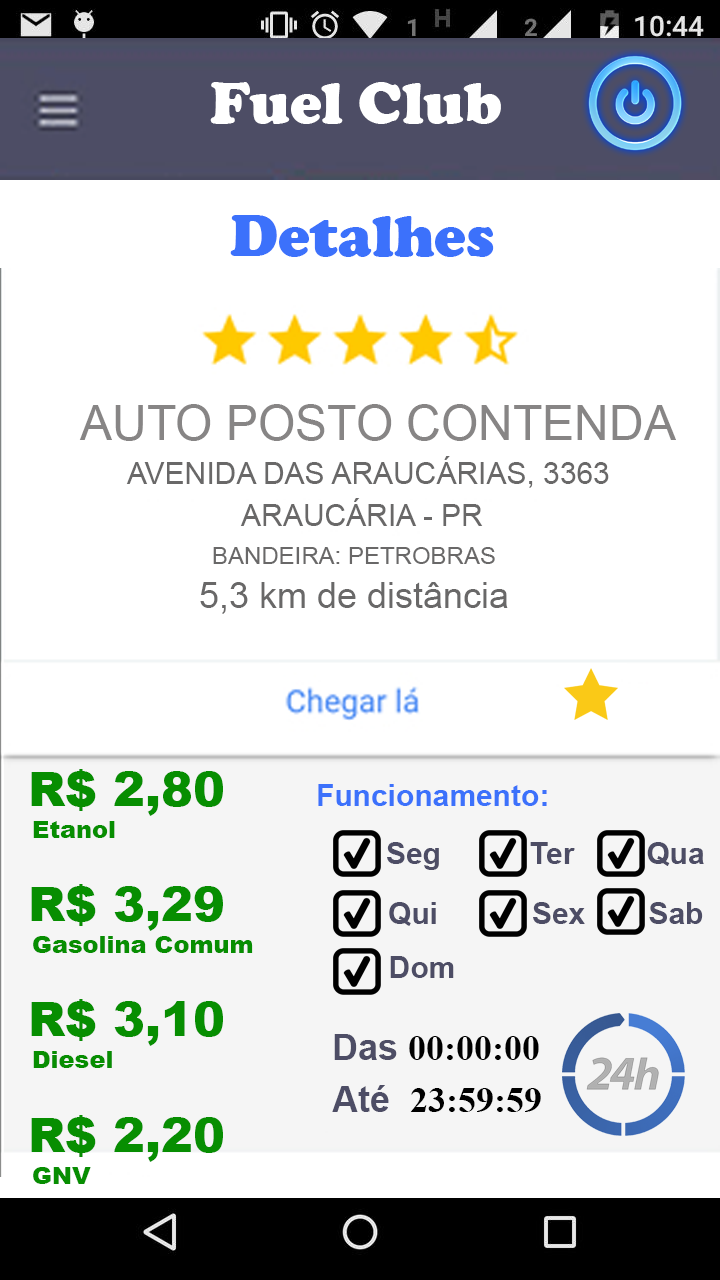 1 H 2 10:44
Fuel Club
Detalhes
AUTO POSTO CONTENDA
AVENIDA DAS ARAUCÁRIAS, 3363
ARAUCÁRIA - PR
BANDEIRA: PETROBRAS
5,3 km de distância
Chegar lá
R$ 2,80
Etanol
R$ 3,29
Gasolina Comum
R$ 3,10
Diesel
R$ 2,20
GNV
Funcionamento:
Seg Ter Qua
Qui Sex Sab
Dom
Das 00:00:00
Até 23:59:59
24h